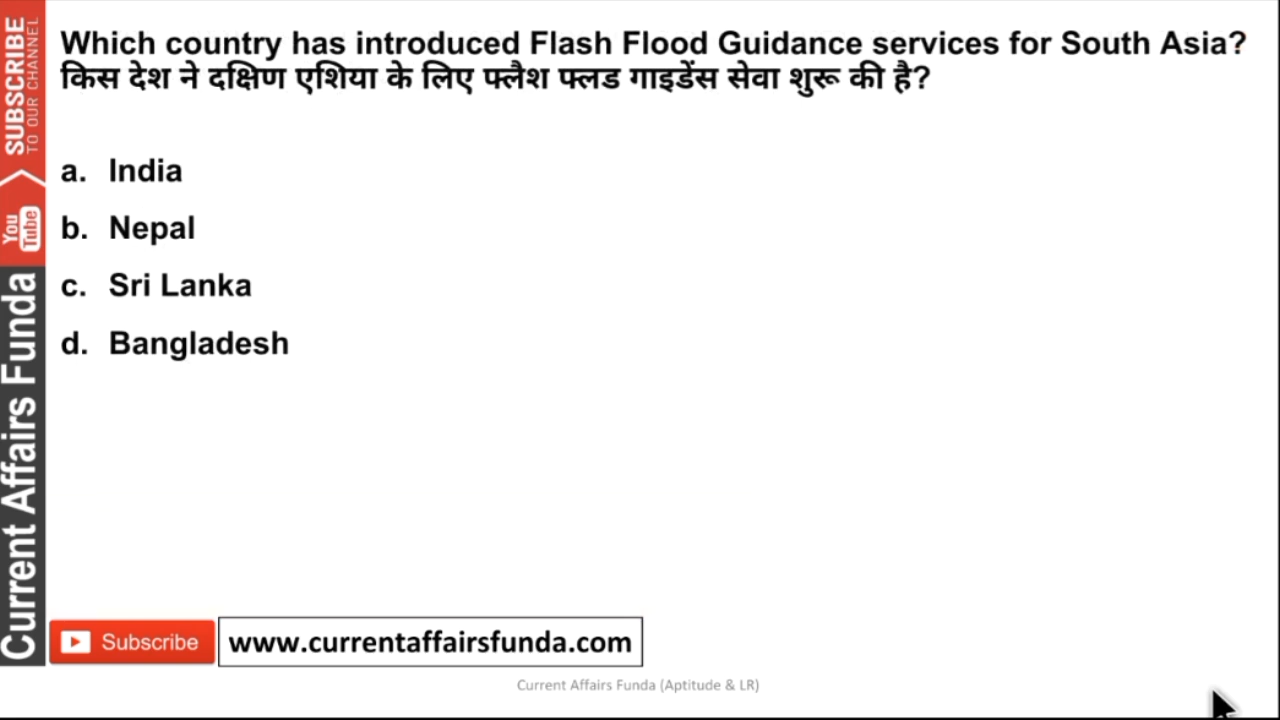 Which country has introduced Flash Flood Guidance services for South Asia?
किस देश ने दक्षिण एशिया के लिए फ्लैश फ्लड गाइडेंस सेवा शुरू की है?
a. India
b. Nepal
c. Sri Lanka
d. Bangladesh
SUBSCRIBE
TO OUR CHANNEL
You
Tube
Current Affairs Funda
Subscribe
www.currentaffairsfunda.com
Current Affairs Funda (Aptitude & LR)